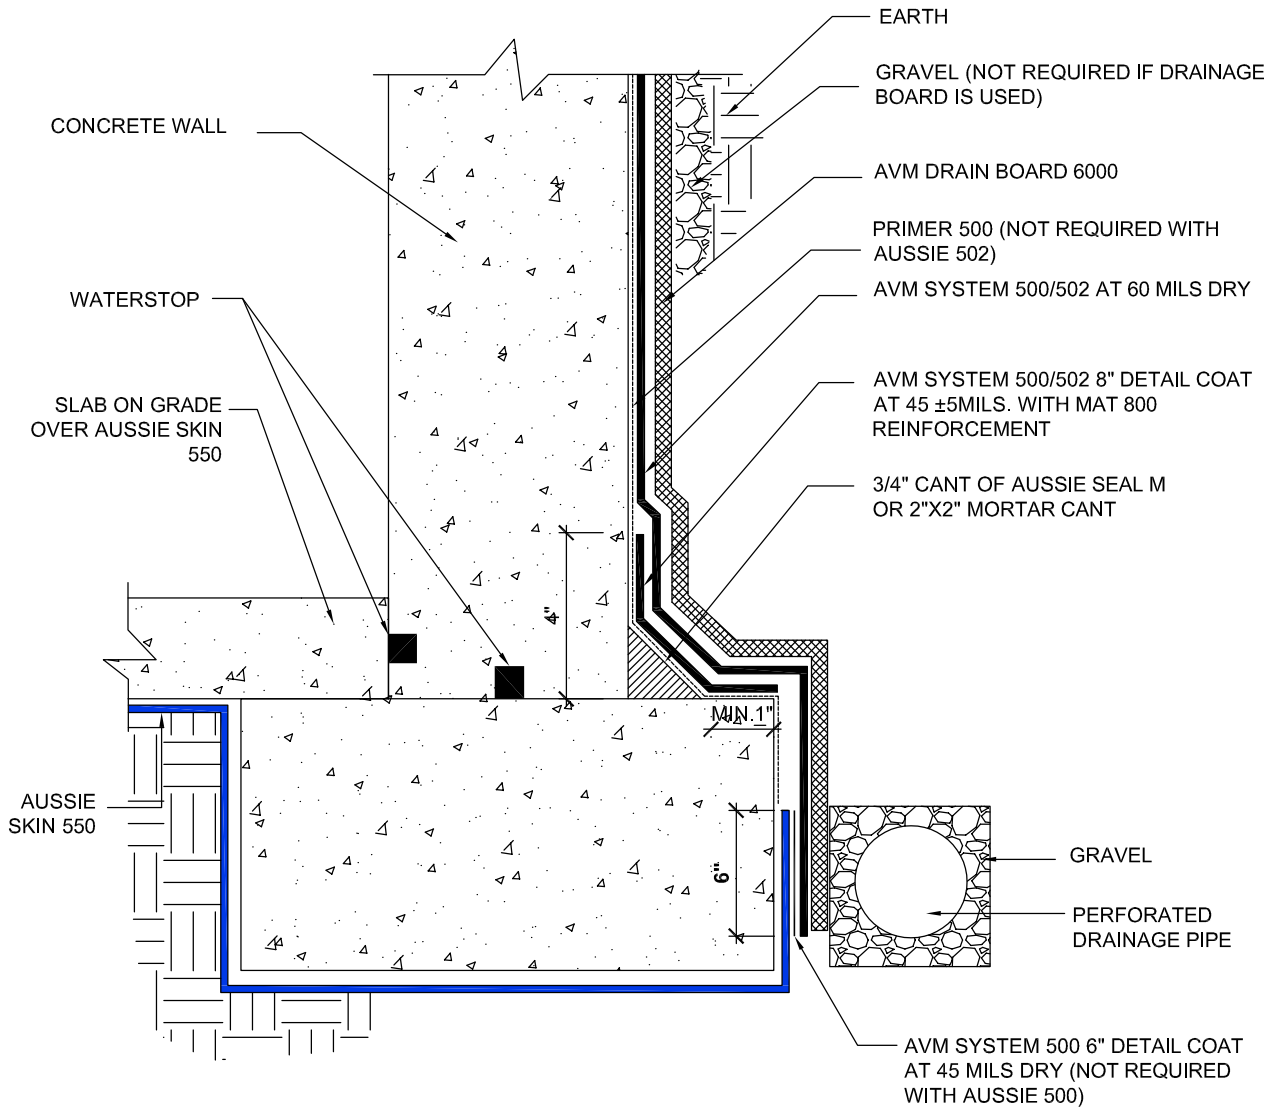 EARTH
GRAVEL (NOT REQUIRED IF DRAINAGE
BOARD IS USED)
CONCRETE WALL
AVM DRAIN BOARD 6000
PRIMER 500 (NOT REQUIRED WITH
AUSSIE 502)
WATERSTOP
AVM SYSTEM 500/502 AT 60 MILS DRY
AVM SYSTEM 500/502 8" DETAIL COAT
AT 45 ±5MILS. WITH MAT 800
REINFORCEMENT
SLAB ON GRADE
OVER AUSSIE SKIN
550
3/4" CANT OF AUSSIE SEAL M
OR 2"X2" MORTAR CANT
4"
MIN.1"
AUSSIE
SKIN 550
6"
GRAVEL
PERFORATED
DRAINAGE PIPE
AVM SYSTEM 500 6" DETAIL COAT
AT 45 MILS DRY (NOT REQUIRED
WITH AUSSIE 500)